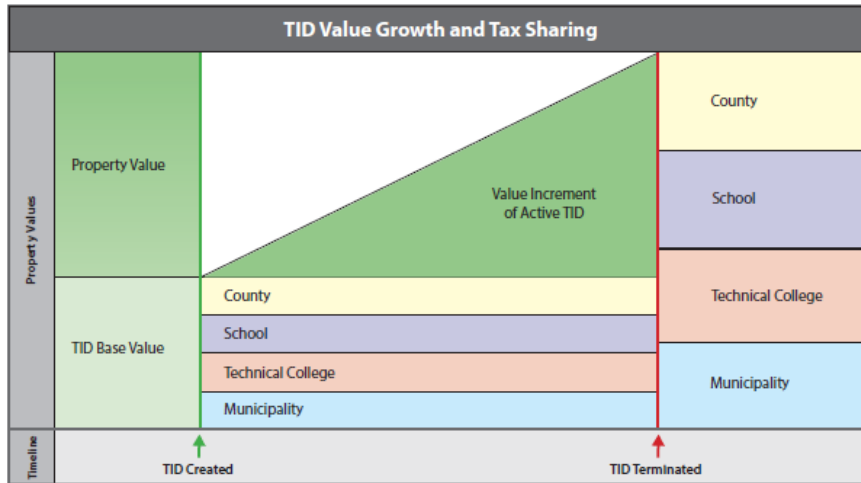 TID Value Growth and Tax Sharing
Property Values
Property Value
TID Base Value
Value Increment
of Active TID
County
School
Technical College
Municipality
County
School
Technical College
Municipality
Timeline
TID Created
TID Terminated